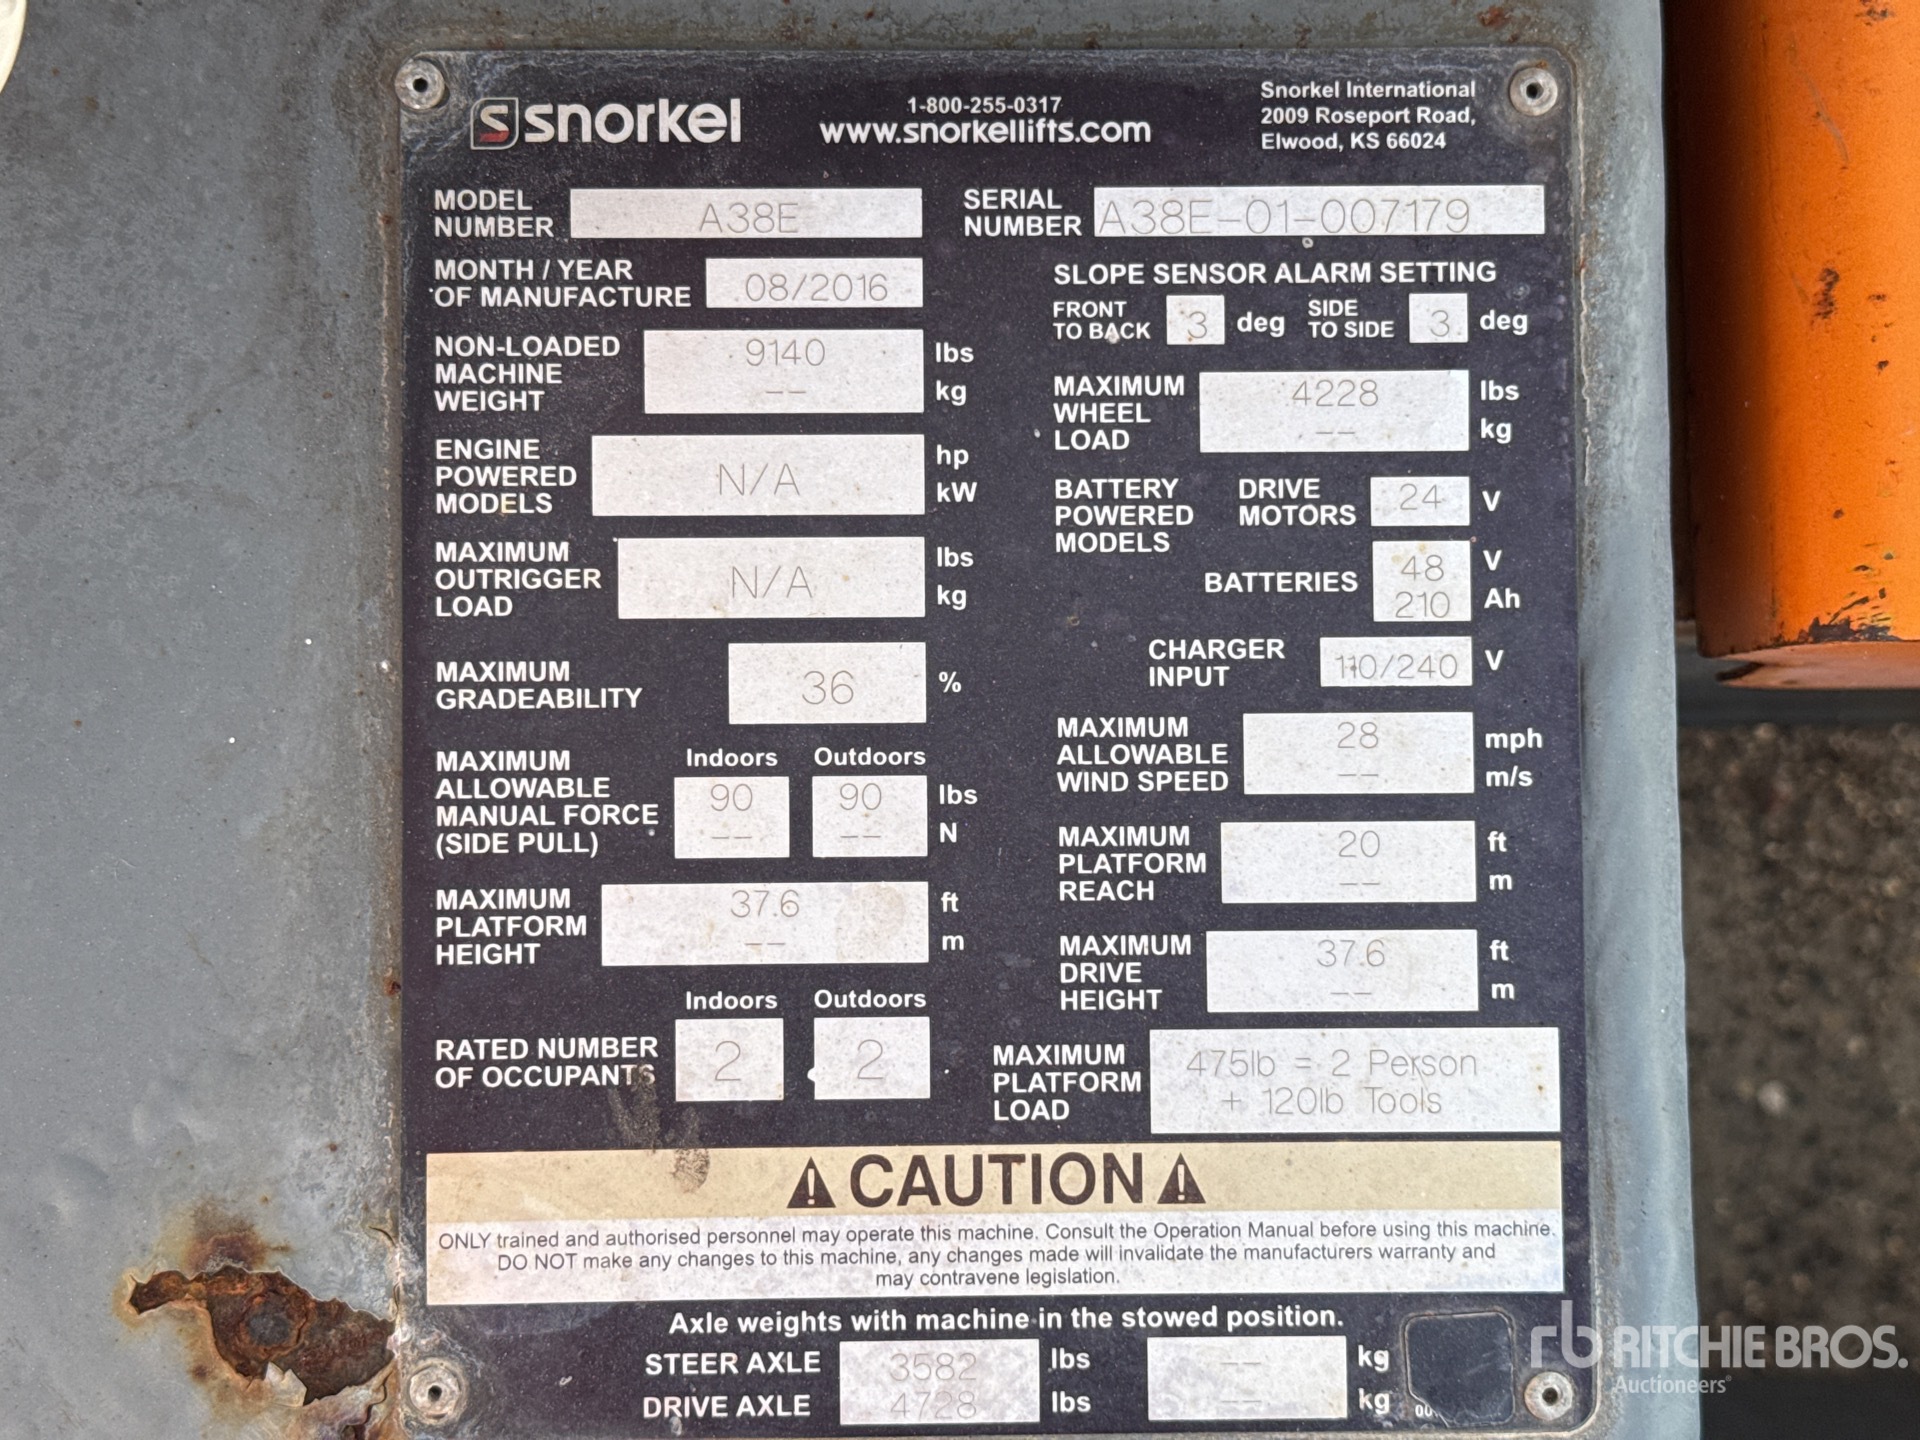 snorkel
1-800-255-0317
www.snorkellifts.com
Snorkel International
2009 Roseport Road,
Elwood, KS 66024
MODEL
NUMBER
A38E
SERIAL
NUMBER
A38E-01-007179
MONTH / YEAR
OF MANUFACTURE
08/2016
SLOPE SENSOR ALARM SETTING
FRONT
TO BACK
3
deg
SIDE
TO SIDE
3
deg
NON-LOADED
MACHINE
WEIGHT
9140
--
lbs
kg
MAXIMUM
WHEEL
LOAD
4228
--
lbs
kg
ENGINE
POWERED
MODELS
N/A
hp
kW
BATTERY
POWERED
MODELS
DRIVE
MOTORS
24
V
BATTERIES
48
210
V
Ah
MAXIMUM
OUTRIGGER
LOAD
N/A
lbs
kg
CHARGER
INPUT
110/240
V
MAXIMUM
GRADEABILITY
36
%
MAXIMUM
ALLOWABLE
WIND SPEED
28
--
mph
m/s
MAXIMUM
ALLOWABLE
MANUAL FORCE
(SIDE PULL)
Indoors
Outdoors
90
--
90
--
lbs
N
MAXIMUM
PLATFORM
REACH
20
--
ft
m
MAXIMUM
PLATFORM
HEIGHT
37.6
--
ft
m
MAXIMUM
DRIVE
HEIGHT
37.6
--
ft
m
Indoors
Outdoors
RATED NUMBER
OF OCCUPANTS
2
2
MAXIMUM
PLATFORM
LOAD
475lb = 2 Person
+ 120lb Tools
CAUTION
ONLY trained and authorised personnel may operate this machine. Consult the Operation Manual before using this machine.
DO NOT make any changes to this machine, any changes made will invalidate the manufacturers warranty and
may contravene legislation.
Axle weights with machine in the stowed position.
STEER AXLE
3582
lbs
--
kg
DRIVE AXLE
4728
lbs
--
kg
rb RITCHIE BROS.
Auctioneers